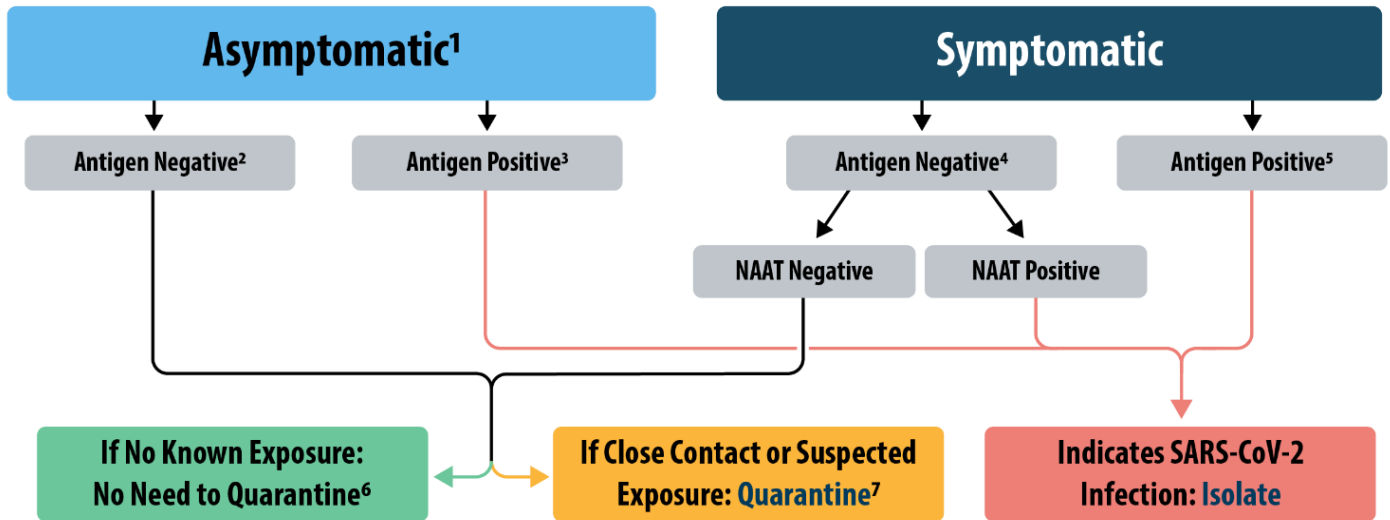 Asymptomatic¹
Symptomatic
Antigen Negative²
Antigen Positive³
Antigen Negative⁴
Antigen Positive⁵
NAAT Negative
NAAT Positive
If No Known Exposure:
No Need to Quarantine⁶
If Close Contact or Suspected
Exposure: Quarantine⁷
Indicates SARS-CoV-2
Infection: Isolate